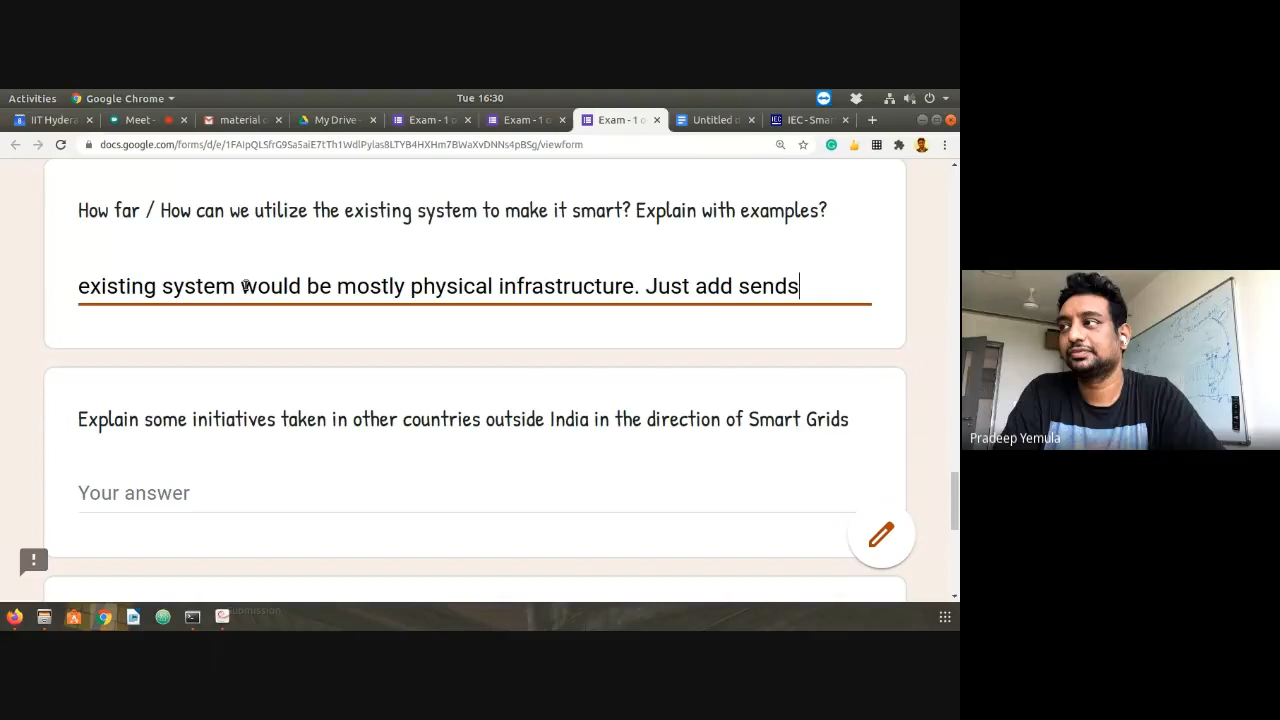 Activities Google Chrome Tue 16:30
IIT Hydera Meet - material o My Drive - Exam - 1 o Exam - 1 o Exam - 1 o Untitled d IEC - Smar
docs.google.com/forms/d/e/1FAIpQLSfrG9Sa5aiE7tTh1WdlPylas8LTYB4HXHm7BWaXvDNNs4pBSg/viewform
How far / How can we utilize the existing system to make it smart? Explain with examples?
existing system would be mostly physical infrastructure. Just add sends
Explain some initiatives taken in other countries outside India in the direction of Smart Grids
Pradeep Yemula
Your answer